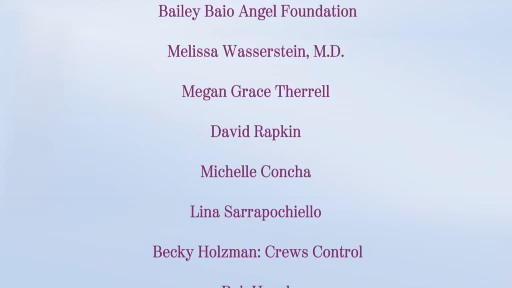 Bailey Baio Angel Foundation
Melissa Wasserstein, M.D.
Megan Grace Therrell
David Rapkin
Michelle Concha
Lina Sarrapochiello
Becky Holzman: Crews Control